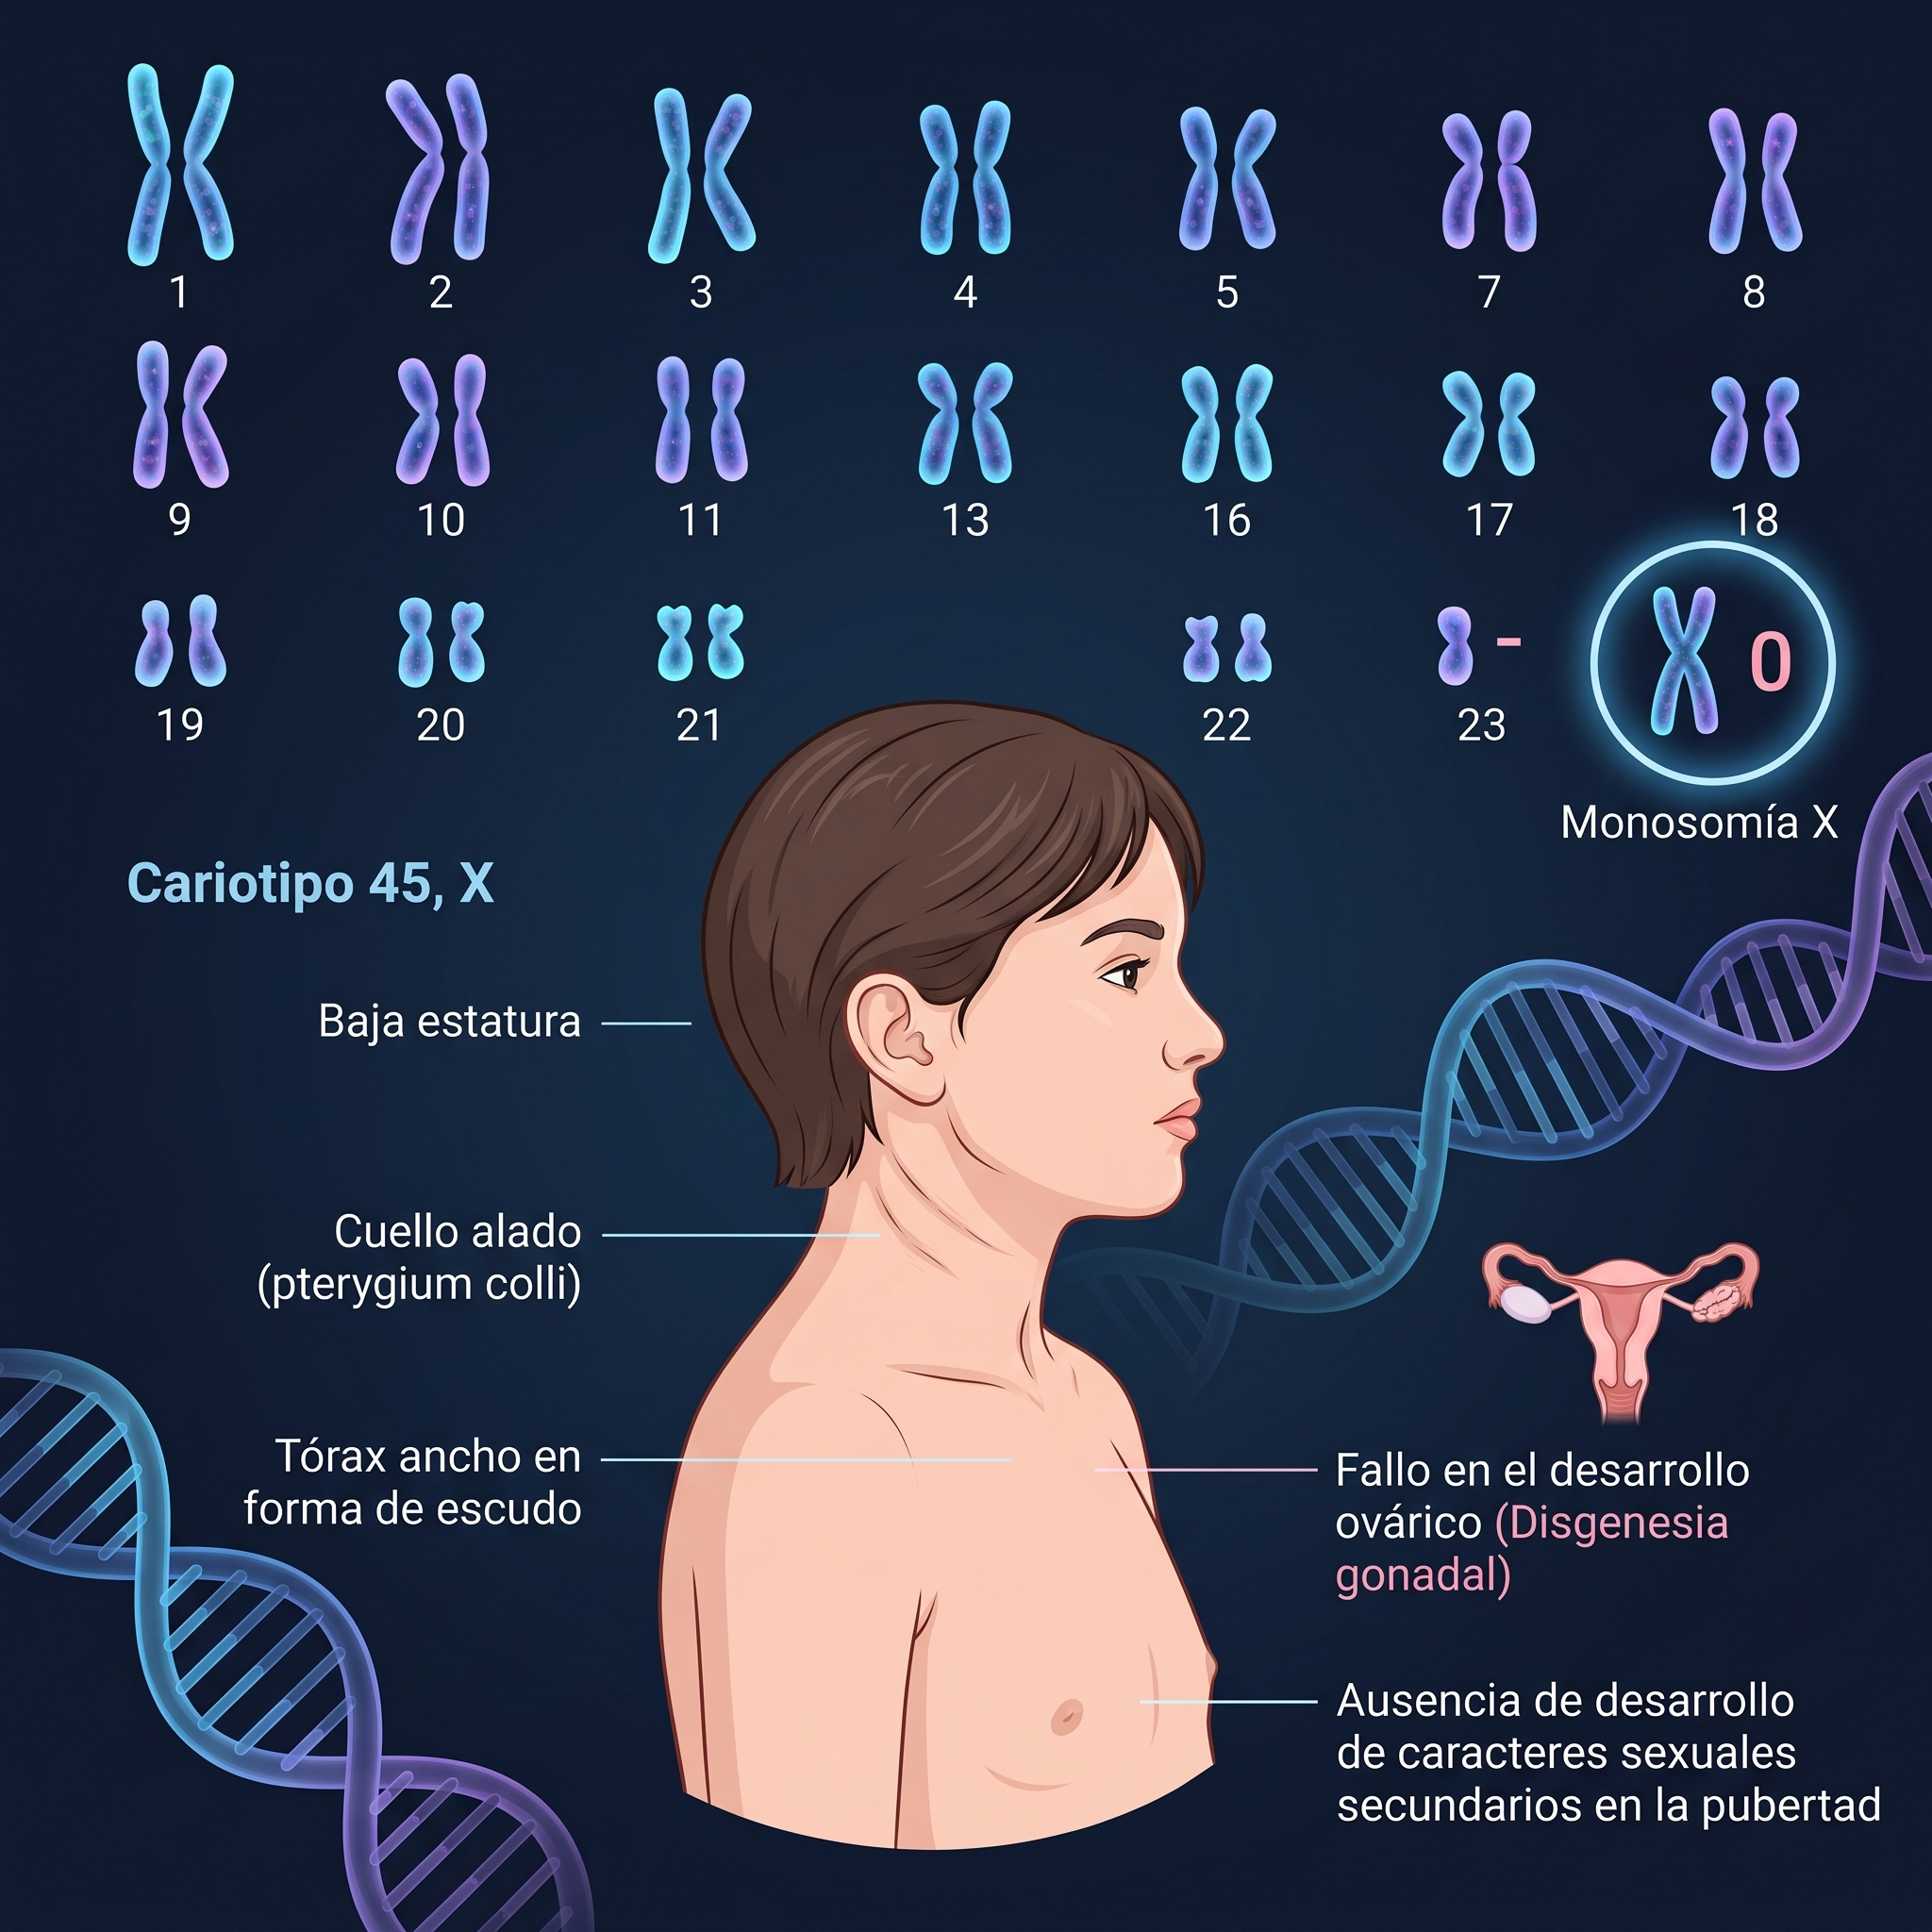 1 2 3 4 5 7 8
9 10 11 13 16 17 18
19 20 21 22 23 - 0
Monosomía X
Cariotipo 45, X
Baja estatura
Cuello alado
(pterygium colli)
Tórax ancho en
forma de escudo
Fallo en el desarrollo
ovárico (Disgenesia
gonadal)
Ausencia de desarrollo
de caracteres sexuales
secundarios en la pubertad